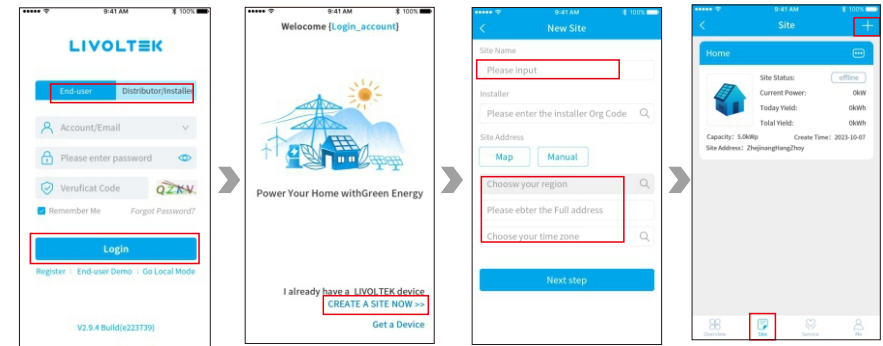 9:41 AM
100%
LIVOLTEK
End-user
Distributor/Installer
Account/Email
Please enter password
Veruficat Code
QZKV
Remember Me
Forgot Password?
Login
Register | End-user Demo | Go Local Mode
V2.9.4 Build(e223739)
9:41 AM
100%
Welocome {Login_account}
Power Your Home withGreen Energy
I already have a LIVOLTEK device
CREATE A SITE NOW >>
Get a Device
9:41 AM
100%
New Site
Site Name
Please input
Installer
Please enter the installer Org Code
Site Address
Map
Manual
Choosw your region
Please ebter the Full address
Choose your time zone
Next step
9:41 AM
100%
Site
Home
Site Status:
offline
Current Power:
0kW
Today Yield:
0kWh
Total Yield:
0kWh
Capacity: 5.0kWp
Create Time: 2023-10-07
Site Address: ZhejinangHangZhoy
Overview
Site
Service
Me